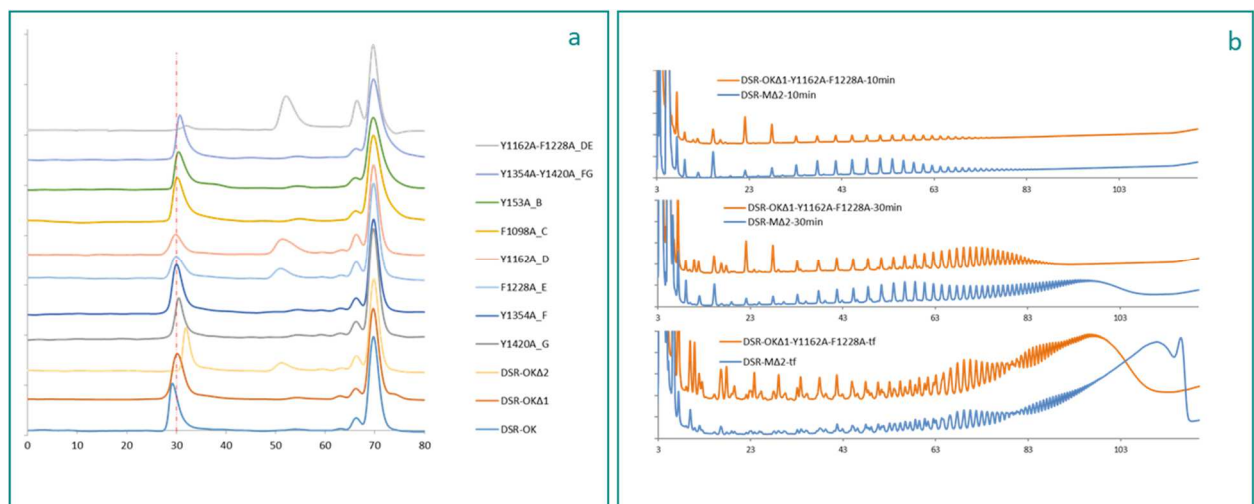 a
Y1162A-F1228A_DE
Y1354A-Y1420A_FG
Y153A_B
F1098A_C
Y1162A_D
F1228A_E
Y1354A_F
Y1420A_G
DSR-OKΔ2
DSR-OKΔ1
DSR-OK
0 10 20 30 40 50 60 70 80
b
DSR-OKΔ1-Y1162A-F1228A-10min
DSR-MΔ2-10min
3 23 43 63 83 103
DSR-OKΔ1-Y1162A-F1228A-30min
DSR-MΔ2-30min
3 23 43 63 83 103
DSR-OKΔ1-Y1162A-F1228A-tf
DSR-MΔ2-tf
3 23 43 63 83 103